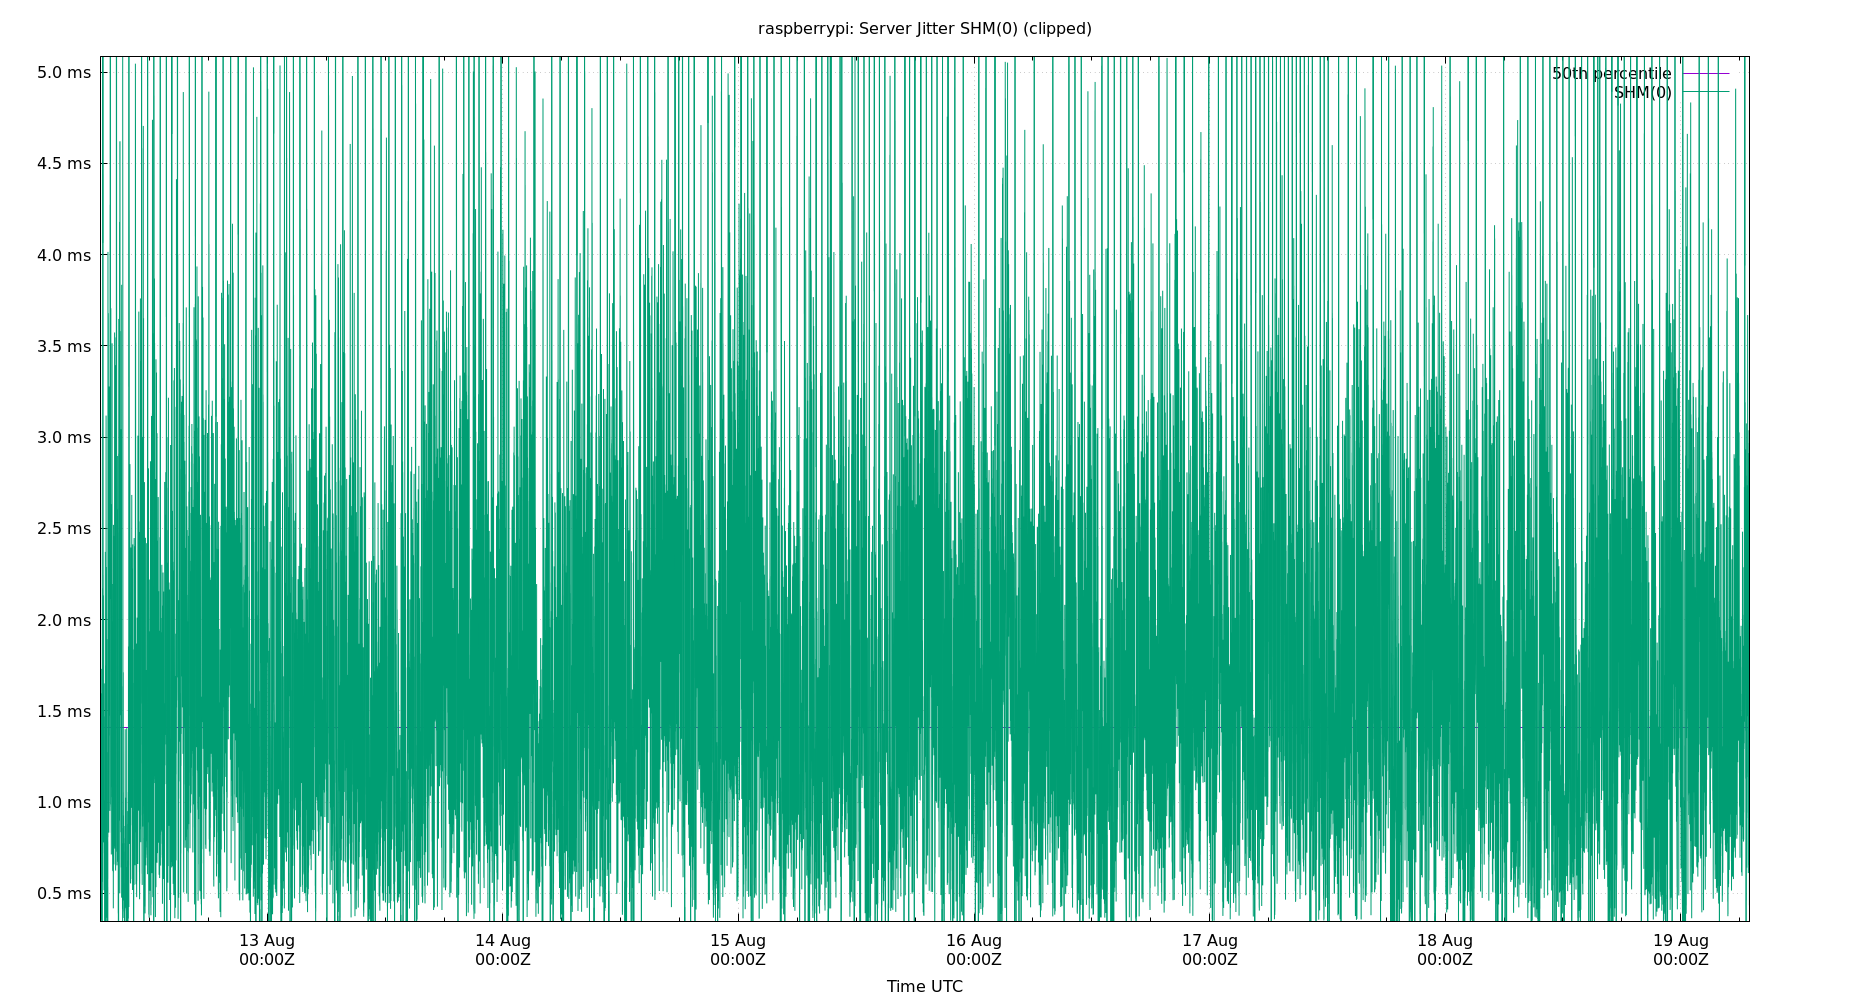 raspberrypi: Server Jitter SHM(0) (clipped)
5.0 ms
50th percentile
SHM(0)
4.5 ms
4.0 ms
3.5 ms
3.0 ms
2.5 ms
2.0 ms
1.5 ms
1.0 ms
0.5 ms
13 Aug 14 Aug 15 Aug 16 Aug 17 Aug 18 Aug 19 Aug
00:00Z 00:00Z 00:00Z 00:00Z 00:00Z 00:00Z 00:00Z
Time UTC